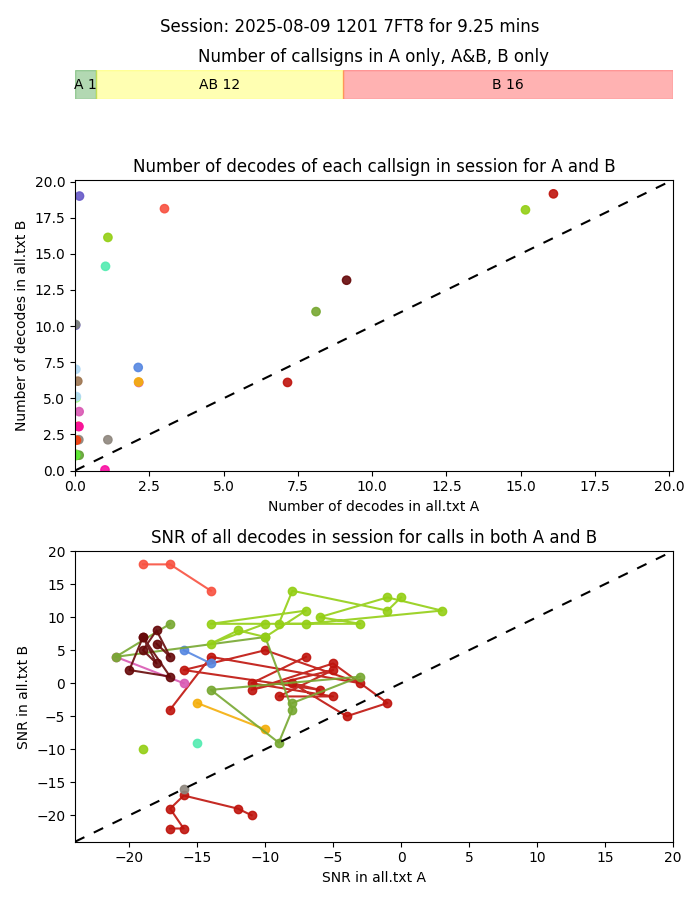 Session: 2025-08-09 1201 7FT8 for 9.25 mins
Number of callsigns in A only, A&B, B only
A 1 AB 12 B 16
Number of decodes of each callsign in session for A and B
20.0
17.5
15.0
12.5
10.0
7.5
5.0
2.5
0.0
Number of decodes in all.txt B
0.0 2.5 5.0 7.5 10.0 12.5 15.0 17.5 20.0
Number of decodes in all.txt A
SNR of all decodes in session for calls in both A and B
20
15
10
5
0
−5
−10
−15
−20
SNR in all.txt B
−20 −15 −10 −5 0 5 10 15 20
SNR in all.txt A